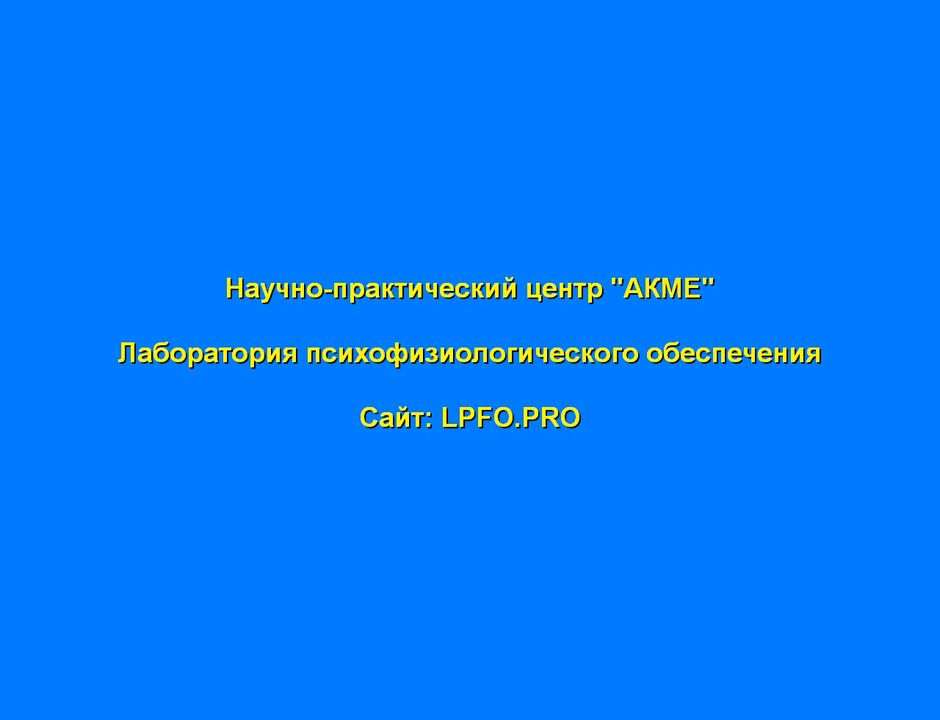 Научно-практический центр "АКМЕ"
Лаборатория психофизиологического обеспечения
Сайт: LPFO.PRO